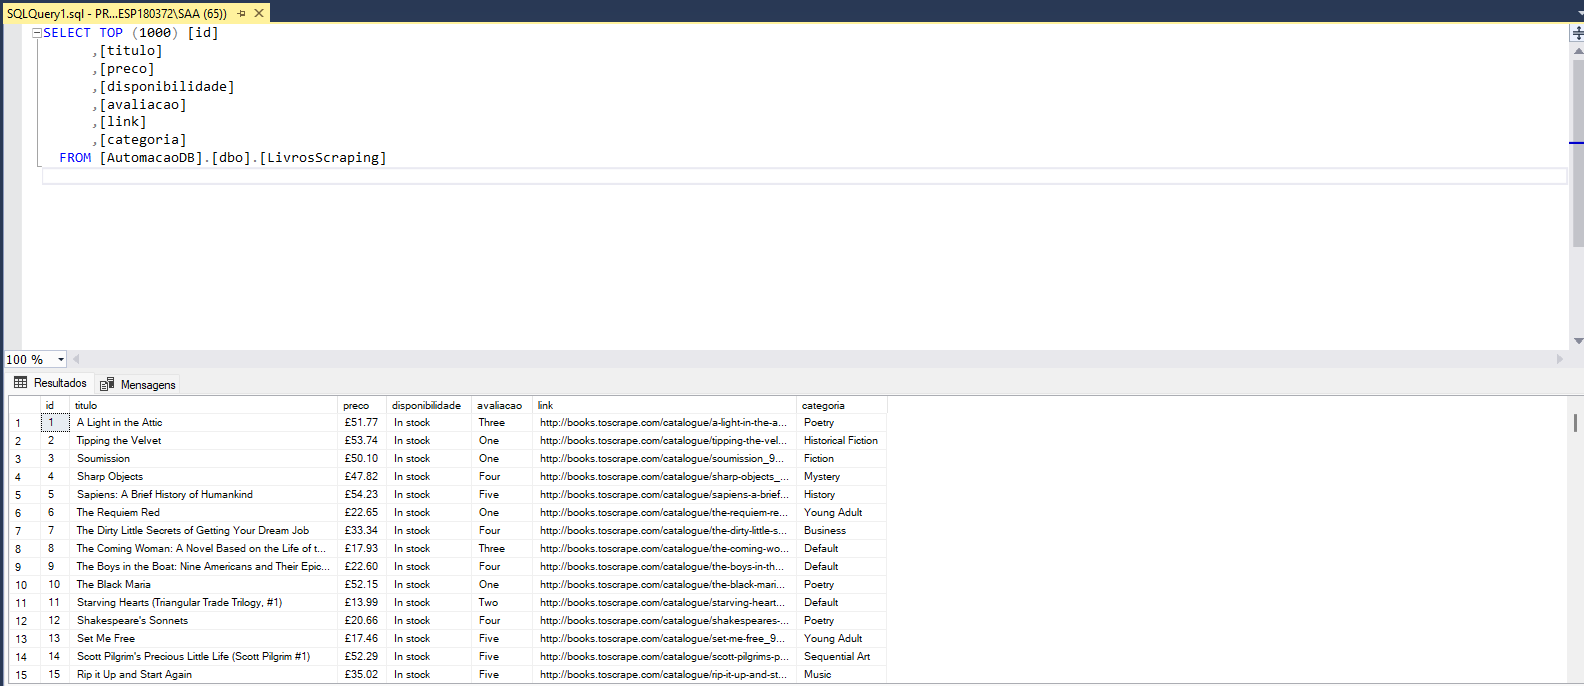 SQLQuery1.sql - PR...ESP180372\SAA (65))
SELECT TOP (1000) [id]
,[titulo]
,[preco]
,[disponibilidade]
,[avaliacao]
,[link]
,[categoria]
FROM [AutomacaoDB].[dbo].[LivrosScraping]
100 %
Resultados Mensagens
id titulo preco disponibilidade avaliacao link categoria
1 1 A Light in the Attic £51.77 In stock Three http://books.toscrape.com/catalogue/a-light-in-the-a... Poetry
2 2 Tipping the Velvet £53.74 In stock One http://books.toscrape.com/catalogue/tipping-the-vel... Historical Fiction
3 3 Soumission £50.10 In stock One http://books.toscrape.com/catalogue/soumission_9... Fiction
4 4 Sharp Objects £47.82 In stock Four http://books.toscrape.com/catalogue/sharp-objects_... Mystery
5 5 Sapiens: A Brief History of Humankind £54.23 In stock Five http://books.toscrape.com/catalogue/sapiens-a-brief... History
6 6 The Requiem Red £22.65 In stock One http://books.toscrape.com/catalogue/the-requiem-re... Young Adult
7 7 The Dirty Little Secrets of Getting Your Dream Job £33.34 In stock Four http://books.toscrape.com/catalogue/the-dirty-little-s... Business
8 8 The Coming Woman: A Novel Based on the Life of t... £17.93 In stock Three http://books.toscrape.com/catalogue/the-coming-wo... Default
9 9 The Boys in the Boat: Nine Americans and Their Epic... £22.60 In stock Four http://books.toscrape.com/catalogue/the-boys-in-th... Default
10 10 The Black Maria £52.15 In stock One http://books.toscrape.com/catalogue/the-black-mari... Poetry
11 11 Starving Hearts (Triangular Trade Trilogy, #1) £13.99 In stock Two http://books.toscrape.com/catalogue/starving-heart... Default
12 12 Shakespeare's Sonnets £20.66 In stock Four http://books.toscrape.com/catalogue/shakespeares-... Poetry
13 13 Set Me Free £17.46 In stock Five http://books.toscrape.com/catalogue/set-me-free_9... Young Adult
14 14 Scott Pilgrim's Precious Little Life (Scott Pilgrim #1) £52.29 In stock Five http://books.toscrape.com/catalogue/scott-pilgrims-p... Sequential Art
15 15 Rip it Up and Start Again £35.02 In stock Five http://books.toscrape.com/catalogue/rip-it-up-and-st... Music